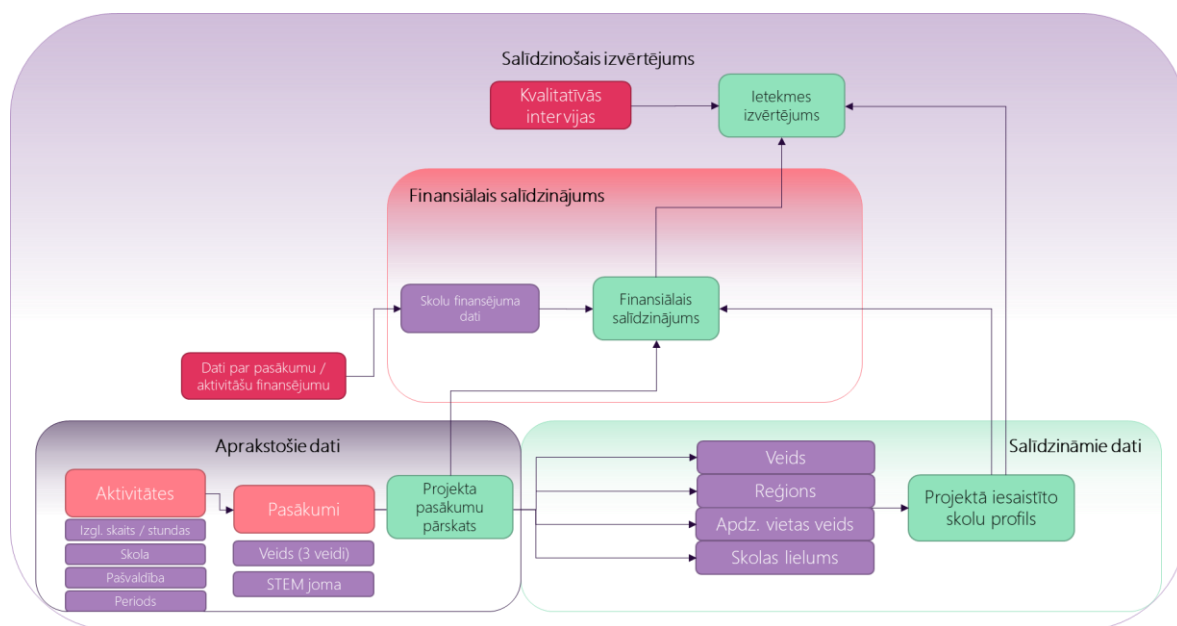 Salīdzinošais izvērtējums
Kvalitatīvās
intervijas
Ietekmes
izvērtējums
Finansiālais salīdzinājums
Skolu finansējuma
dati
Finansiālais
salīdzinājums
Dati par pasākumu /
aktivitāšu finansējumu
Aprakstošie dati
Aktivitātes
Izgl. skaits / stundas
Skola
Pašvaldība
Periods
Pasākumi
Veids (3 veidi)
STEM joma
Projekta
pasākumu
pārskats
Salīdzināmie dati
Veids
Reģions
Apdz. vietas veids
Skolas lielums
Projektā iesaistīto
skolu profils